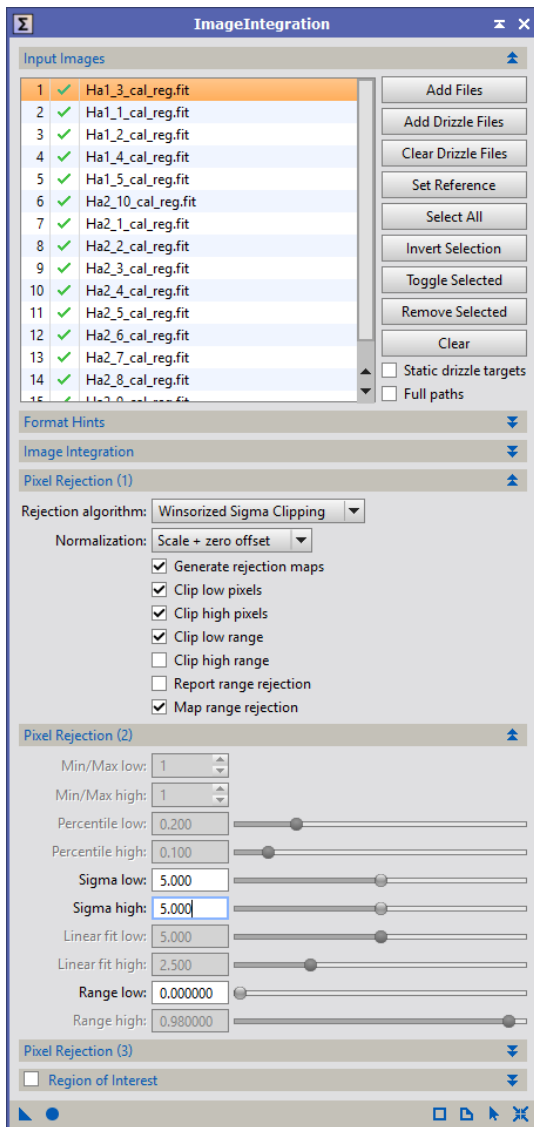 Σ ImageIntegration
Input Images
1 Ha1_3_cal_reg.fit
2 Ha1_1_cal_reg.fit
3 Ha1_2_cal_reg.fit
4 Ha1_4_cal_reg.fit
5 Ha1_5_cal_reg.fit
6 Ha2_10_cal_reg.fit
7 Ha2_1_cal_reg.fit
8 Ha2_2_cal_reg.fit
9 Ha2_3_cal_reg.fit
10 Ha2_4_cal_reg.fit
11 Ha2_5_cal_reg.fit
12 Ha2_6_cal_reg.fit
13 Ha2_7_cal_reg.fit
14 Ha2_8_cal_reg.fit
15 Ha2_9_cal_reg.fit
Add Files
Add Drizzle Files
Clear Drizzle Files
Set Reference
Select All
Invert Selection
Toggle Selected
Remove Selected
Clear
Static drizzle targets
Full paths
Format Hints
Image Integration
Pixel Rejection (1)
Rejection algorithm: Winsorized Sigma Clipping
Normalization: Scale + zero offset
Generate rejection maps
Clip low pixels
Clip high pixels
Clip low range
Clip high range
Report range rejection
Map range rejection
Pixel Rejection (2)
Min/Max low: 1
Min/Max high: 1
Percentile low: 0.200
Percentile high: 0.100
Sigma low: 5.000
Sigma high: 5.000
Linear fit low: 5.000
Linear fit high: 2.500
Range low: 0.000000
Range high: 0.980000
Pixel Rejection (3)
Region of Interest